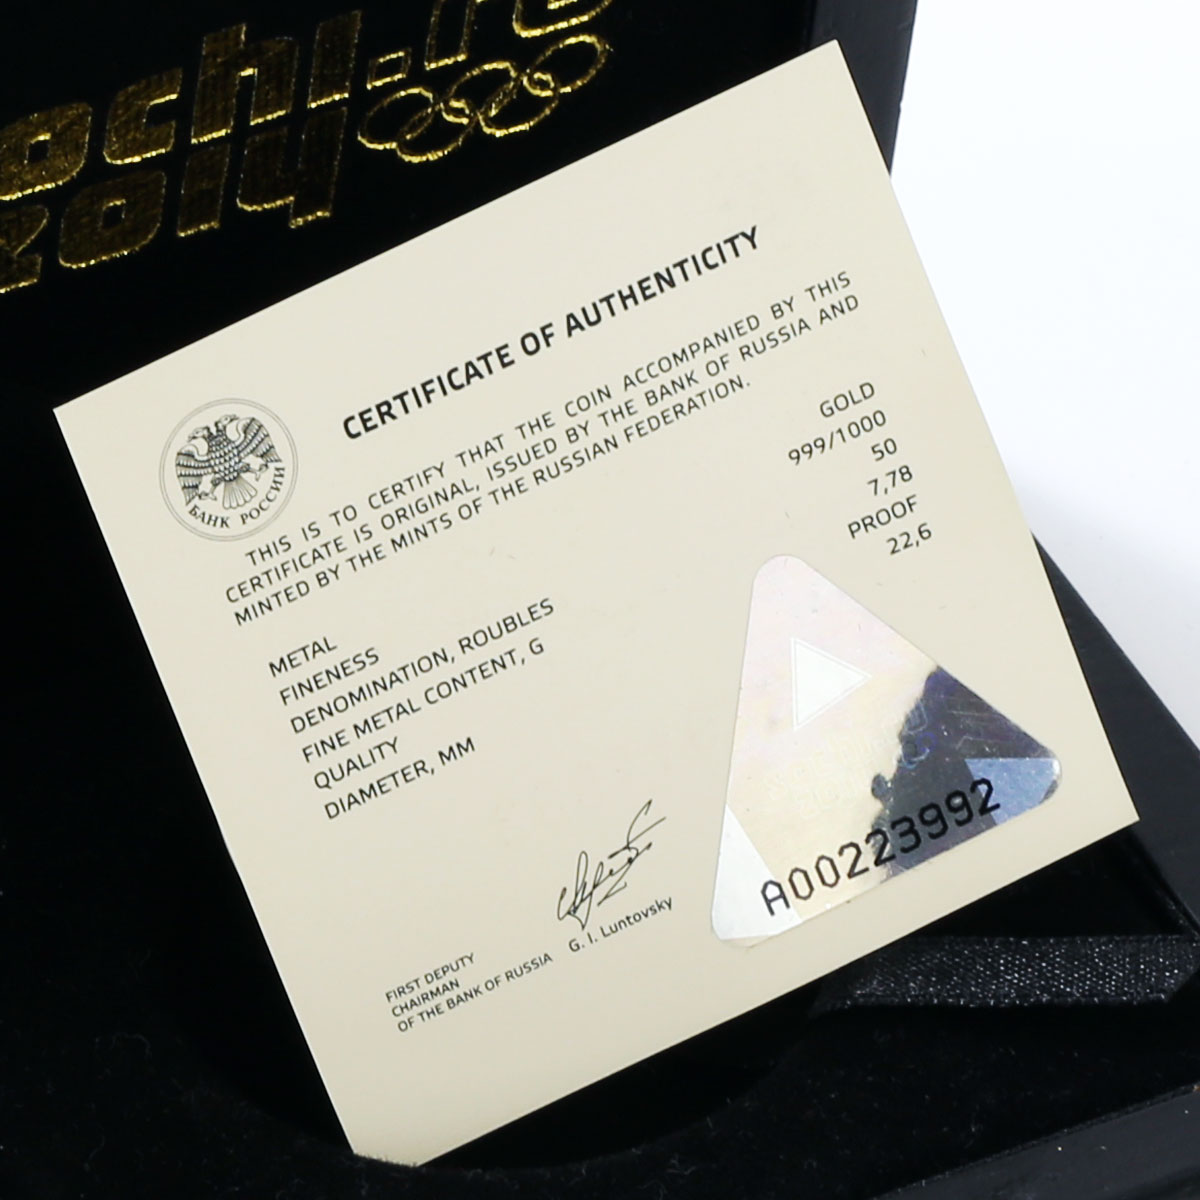 sochi.ru
2014
CERTIFICATE OF AUTHENTICITY
БАНК РОССИИ
THIS IS TO CERTIFY THAT THE COIN ACCOMPANIED BY THIS
CERTIFICATE IS ORIGINAL, ISSUED BY THE BANK OF RUSSIA AND
MINTED BY THE MINTS OF THE RUSSIAN FEDERATION.
METAL GOLD
FINENESS 999/1000
DENOMINATION, ROUBLES 50
FINE METAL CONTENT, G 7,78
QUALITY PROOF
DIAMETER, MM 22,6
A00223992
FIRST DEPUTY
CHAIRMAN
OF THE BANK OF RUSSIA G. I. Luntovsky